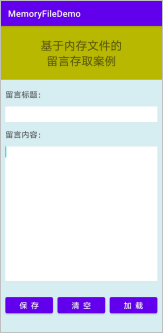 MemoryFileDemo
基于内存文件的
留言存取案例
留言标题：
留言内容：
保 存 清 空 加 载